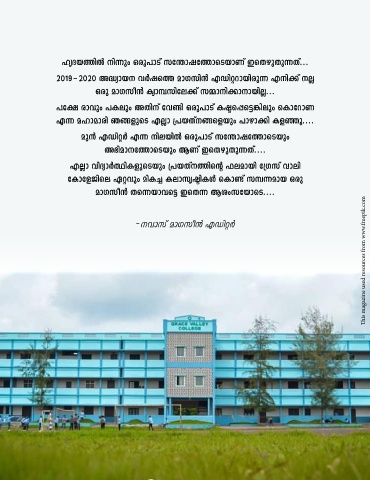 ഹൃദയത്തിൽ നിന്നും ഒരുപാട് സന്തോഷത്തോടെയാണ് ഇതെഴുതുന്നത്...
2019-2020 അദ്ധ്യായന വർഷത്തെ മാഗസിൻ എഡിറ്ററായിരുന്ന എനിക്ക് നല്ല
ഒരു മാഗസീൻ ക്യാമ്പസിലേക്ക് സമ്മാനിക്കാനായില്ല...
പക്ഷേ രാവും പകലും അതിന് വേണ്ടി ഒരുപാട് കഷ്ടപ്പെട്ടെങ്കിലും കൊറോണ
എന്ന മഹാമാരി ഞങ്ങളുടെ എല്ലാ പ്രയത്നങ്ങളെയും പാഴാക്കി കളഞ്ഞു....
മുൻ എഡിറ്റർ എന്ന നിലയിൽ ഒരുപാട് സന്തോഷത്തോടെയും
അഭിമാനത്തോടെയും ആണ് ഇതെഴുതുന്നത്....
എല്ലാ വിദ്യാർത്ഥികളുടെയും പ്രയത്നത്തിന്റെ ഫലമായി ഗ്രേസ് വാലി
കോളേജിലെ ഏറ്റവും മികച്ച കലാസൃഷ്ടികൾ കൊണ്ട് സമ്പന്നമായ ഒരു
മാഗസീൻ തന്നെയാവട്ടെ ഇതെന്ന ആശംസയോടെ....
-നവാസ് മാഗസീൻ എഡിറ്റർ
This magazine used resources from www.freepik.com
GRACE VALLEY
COLLEGE